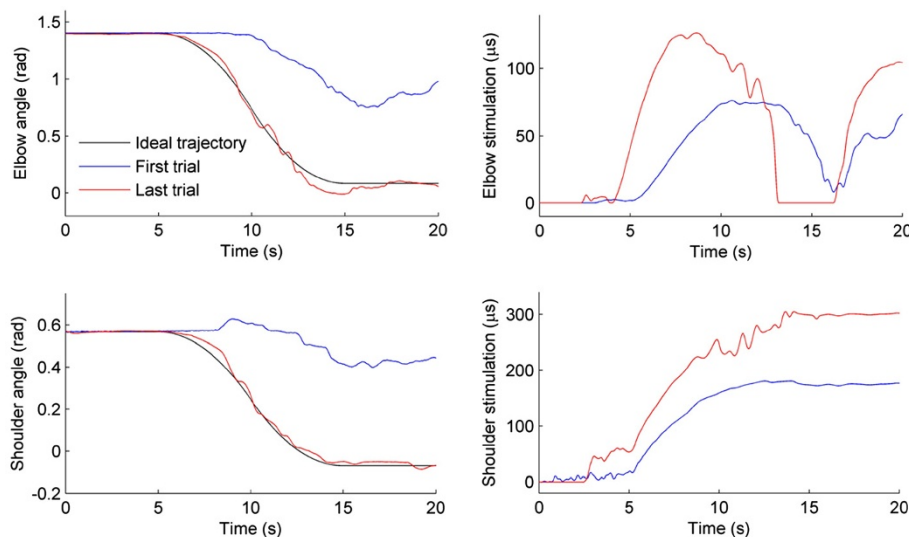 1.5
1
0.5
0
Elbow angle (rad)
Ideal trajectory
First trial
Last trial
0 5 10 15 20
Time (s)
100
50
0
Elbow stimulation (µs)
0 5 10 15 20
Time (s)
0.6
0.4
0.6
0
-0.2
Shoulder angle (rad)
0 5 10 15 20
Time (s)
300
200
100
0
Shoulder stimulation (µs)
0 5 10 15 20
Time (s)